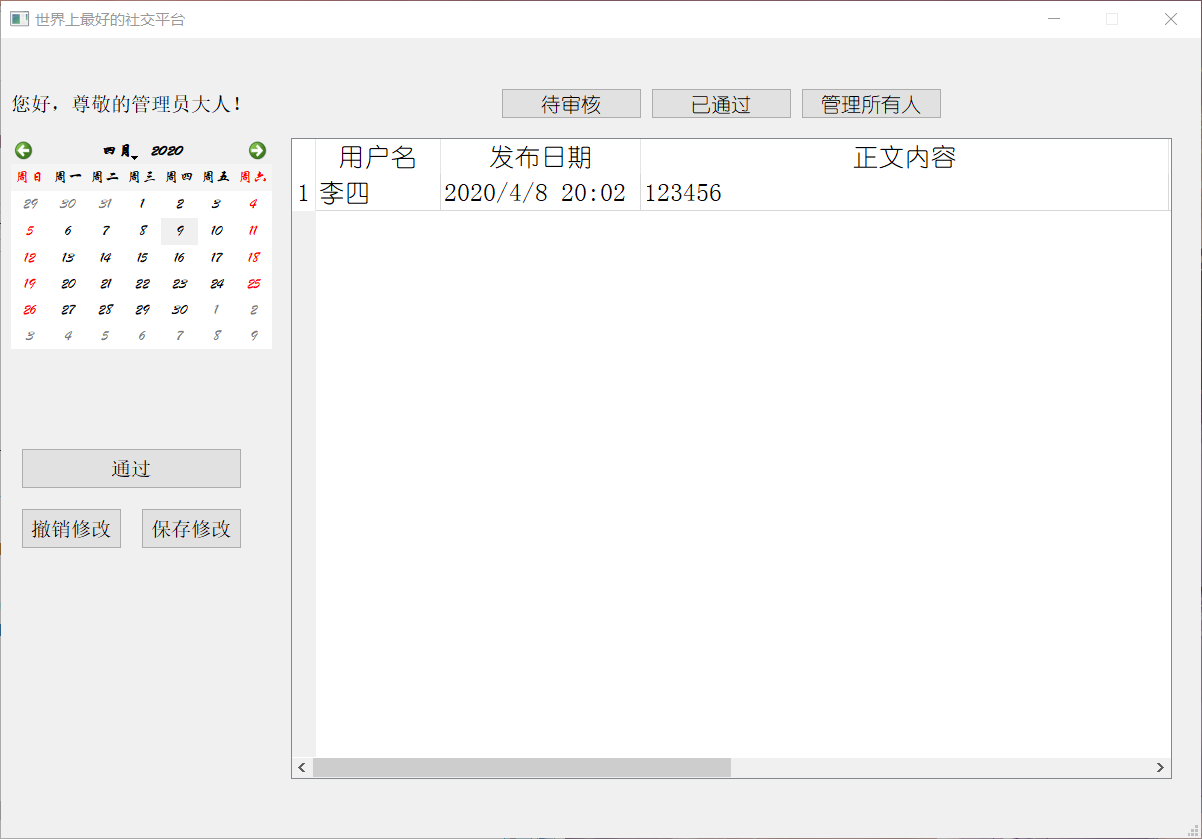 世界上最好的社交平台
您好，尊敬的管理员大人！
待审核 已通过 管理所有人
四月 2020
周日 周一 周二 周三 周四 周五 周六
29 30 31 1 2 3 4
5 6 7 8 9 10 11
12 13 14 15 16 17 18
19 20 21 22 23 24 25
26 27 28 29 30 1 2
3 4 5 6 7 8 9
通过
撤销修改 保存修改
用户名 发布日期 正文内容
1 李四 2020/4/8 20:02 123456